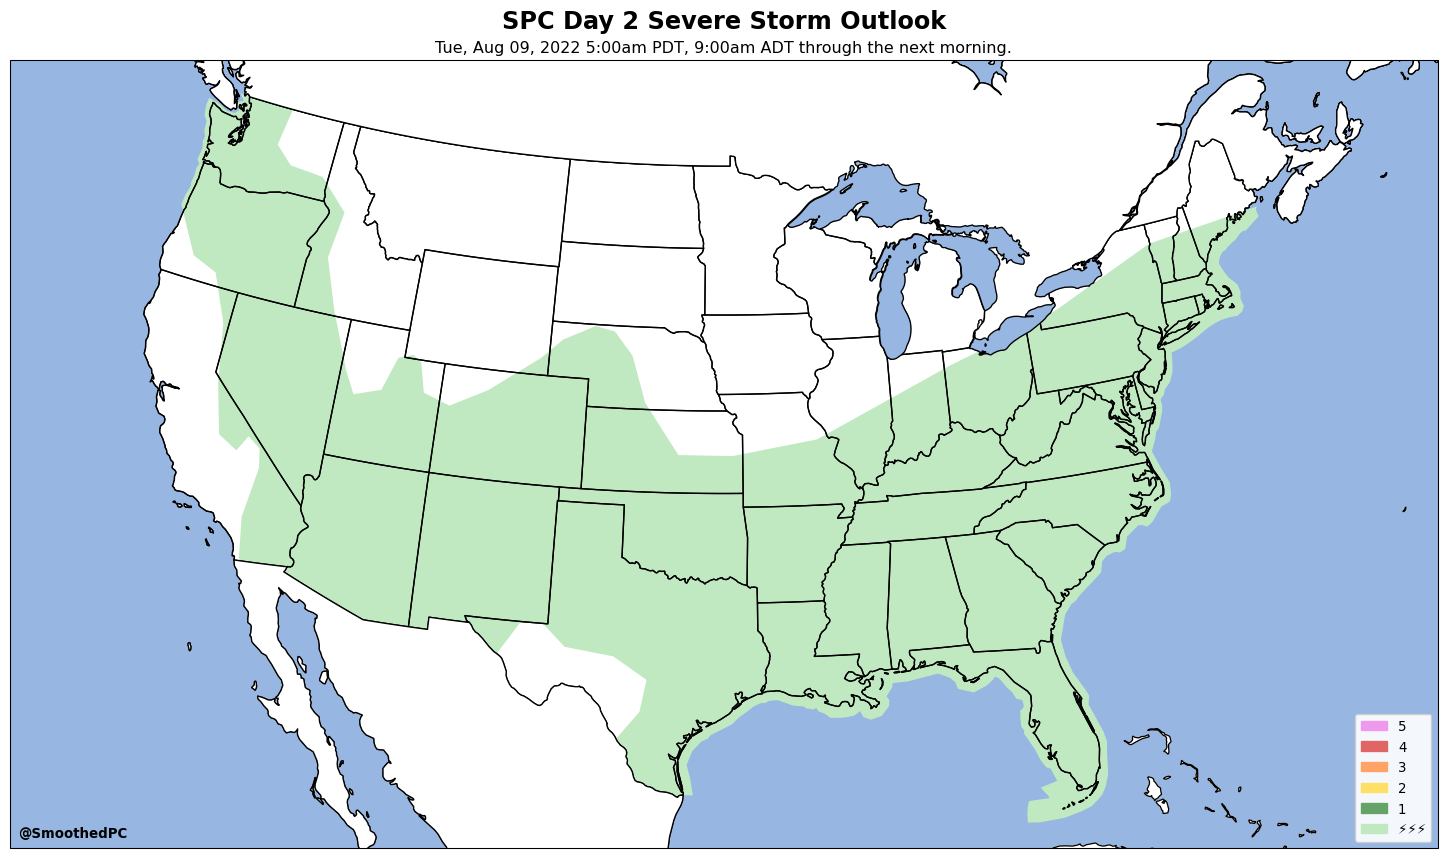 SPC Day 2 Severe Storm Outlook
Tue, Aug 09, 2022 5:00am PDT, 9:00am ADT through the next morning.
5
4
3
2
1
⚡⚡⚡
@SmoothedPC